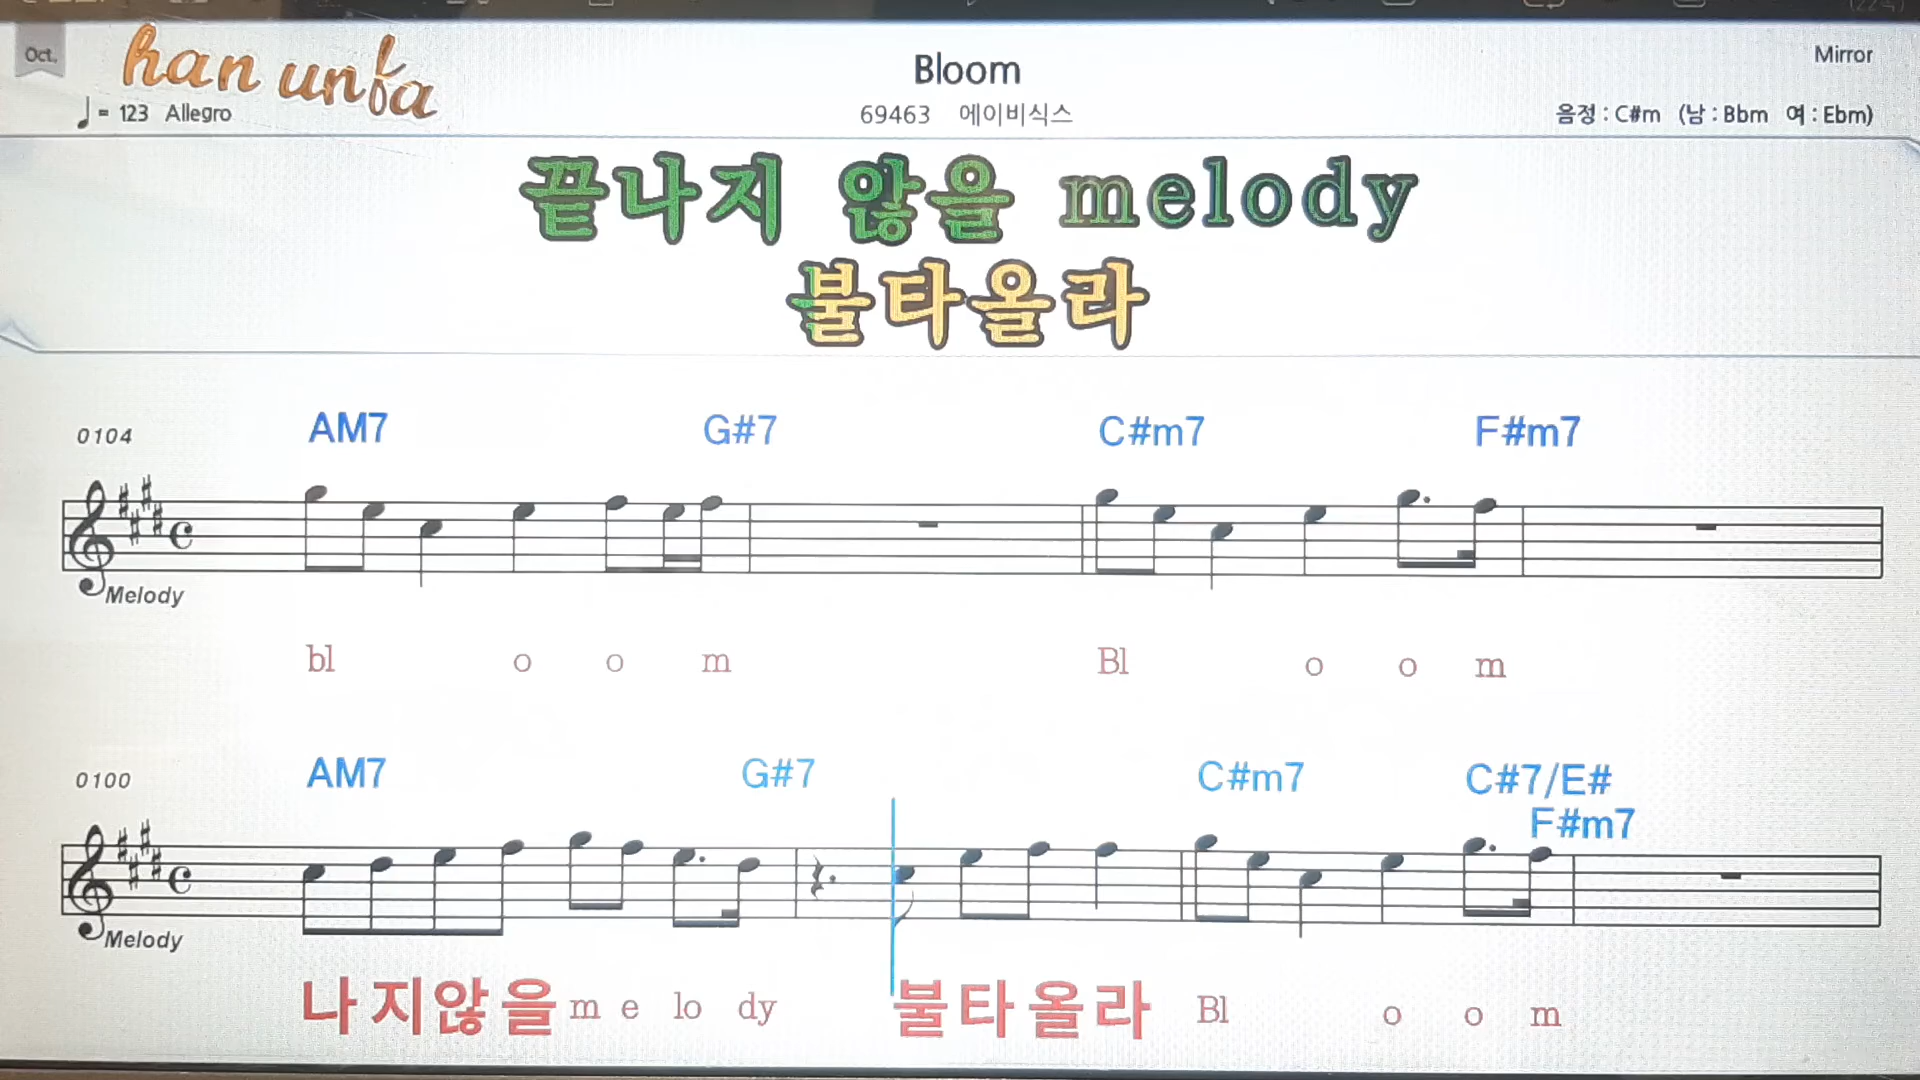 Oct.
han unfa
Bloom
Mirror
= 123 Allegro
69463 에이비식스
음정 : C#m (남 : Bbm 여 : Ebm)
끝나지 않을 melody
불타올라
0104 AM7 G#7 C#m7 F#m7
Melody
bl o o m Bl o o m
0100 AM7 G#7 C#m7 C#7/E#
F#m7
Melody
나 지 않 을 m e lo dy 불 타 올 라 Bl o o m